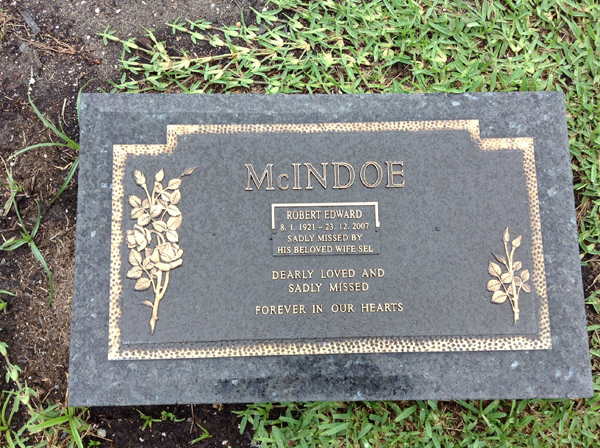 McINDOE
ROBERT EDWARD
8. 1. 1921 – 23. 12. 2007
SADLY MISSED BY
HIS BELOVED WIFE SEL
DEARLY LOVED AND
SADLY MISSED
FOREVER IN OUR HEARTS